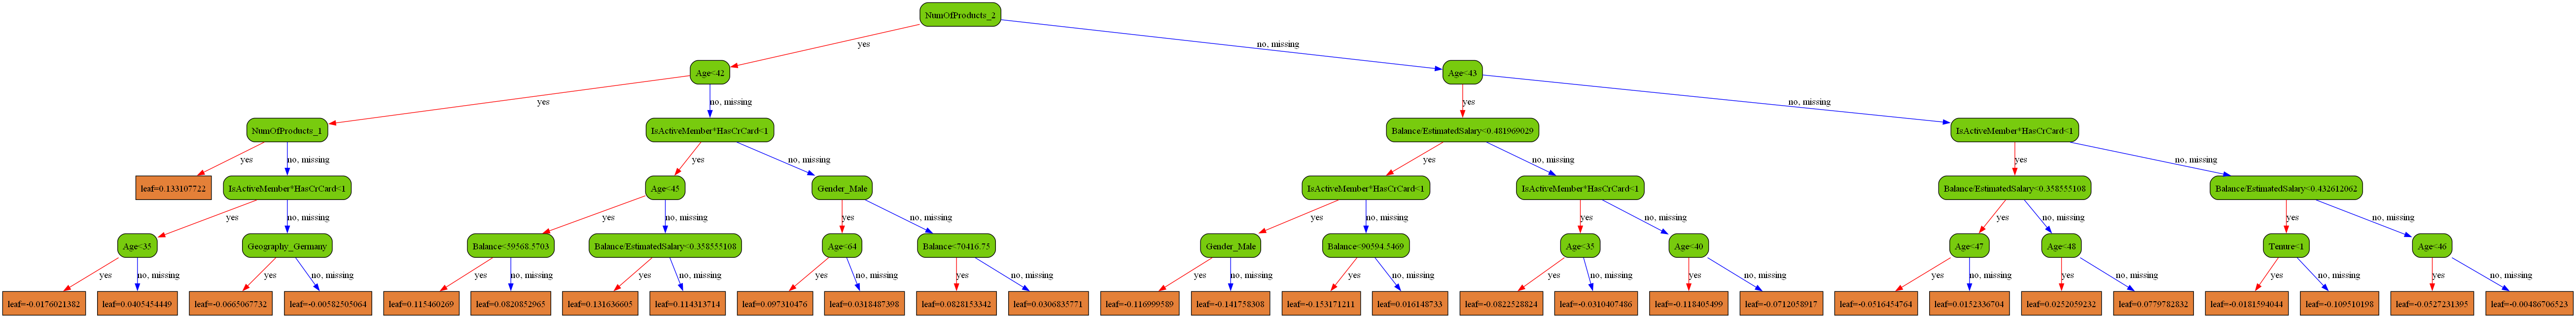 NumOfProducts_2
yes
no, missing
Age<42
Age<43
yes
no, missing
yes
no, missing
NumOfProducts_1
IsActiveMember*HasCrCard<1
Balance/EstimatedSalary<0.481969029
IsActiveMember*HasCrCard<1
yes
no, missing
yes
no, missing
yes
no, missing
yes
no, missing
leaf=0.133107722
IsActiveMember*HasCrCard<1
Age<45
Gender_Male
IsActiveMember*HasCrCard<1
IsActiveMember*HasCrCard<1
Balance/EstimatedSalary<0.358555108
Balance/EstimatedSalary<0.432612062
yes
no, missing
yes
no, missing
yes
no, missing
yes
no, missing
yes
no, missing
yes
no, missing
yes
no, missing
Age<35
Geography_Germany
Balance<59568.5703
Balance/EstimatedSalary<0.358555108
Age<64
Balance<70416.75
Gender_Male
Balance<90594.5469
Age<35
Age<40
Age<47
Age<48
Tenure<1
Age<46
yes
no, missing
yes
no, missing
yes
no, missing
yes
no, missing
yes
no, missing
yes
no, missing
yes
no, missing
yes
no, missing
yes
no, missing
yes
no, missing
yes
no, missing
yes
no, missing
yes
no, missing
yes
no, missing
leaf=-0.0176021382
leaf=0.0405454449
leaf=-0.0665067732
leaf=-0.00582505064
leaf=0.115460269
leaf=0.0820852965
leaf=0.131636605
leaf=0.114313714
leaf=0.097310476
leaf=0.0318487398
leaf=0.0828153342
leaf=0.0306835771
leaf=-0.116999589
leaf=-0.141758308
leaf=-0.153171211
leaf=0.016148733
leaf=-0.0822528824
leaf=-0.0310407486
leaf=-0.118405499
leaf=-0.0712058917
leaf=-0.0516454764
leaf=0.0152336704
leaf=0.0252059232
leaf=0.0779782832
leaf=-0.0181594044
leaf=-0.109510198
leaf=-0.0527231395
leaf=-0.00486706523